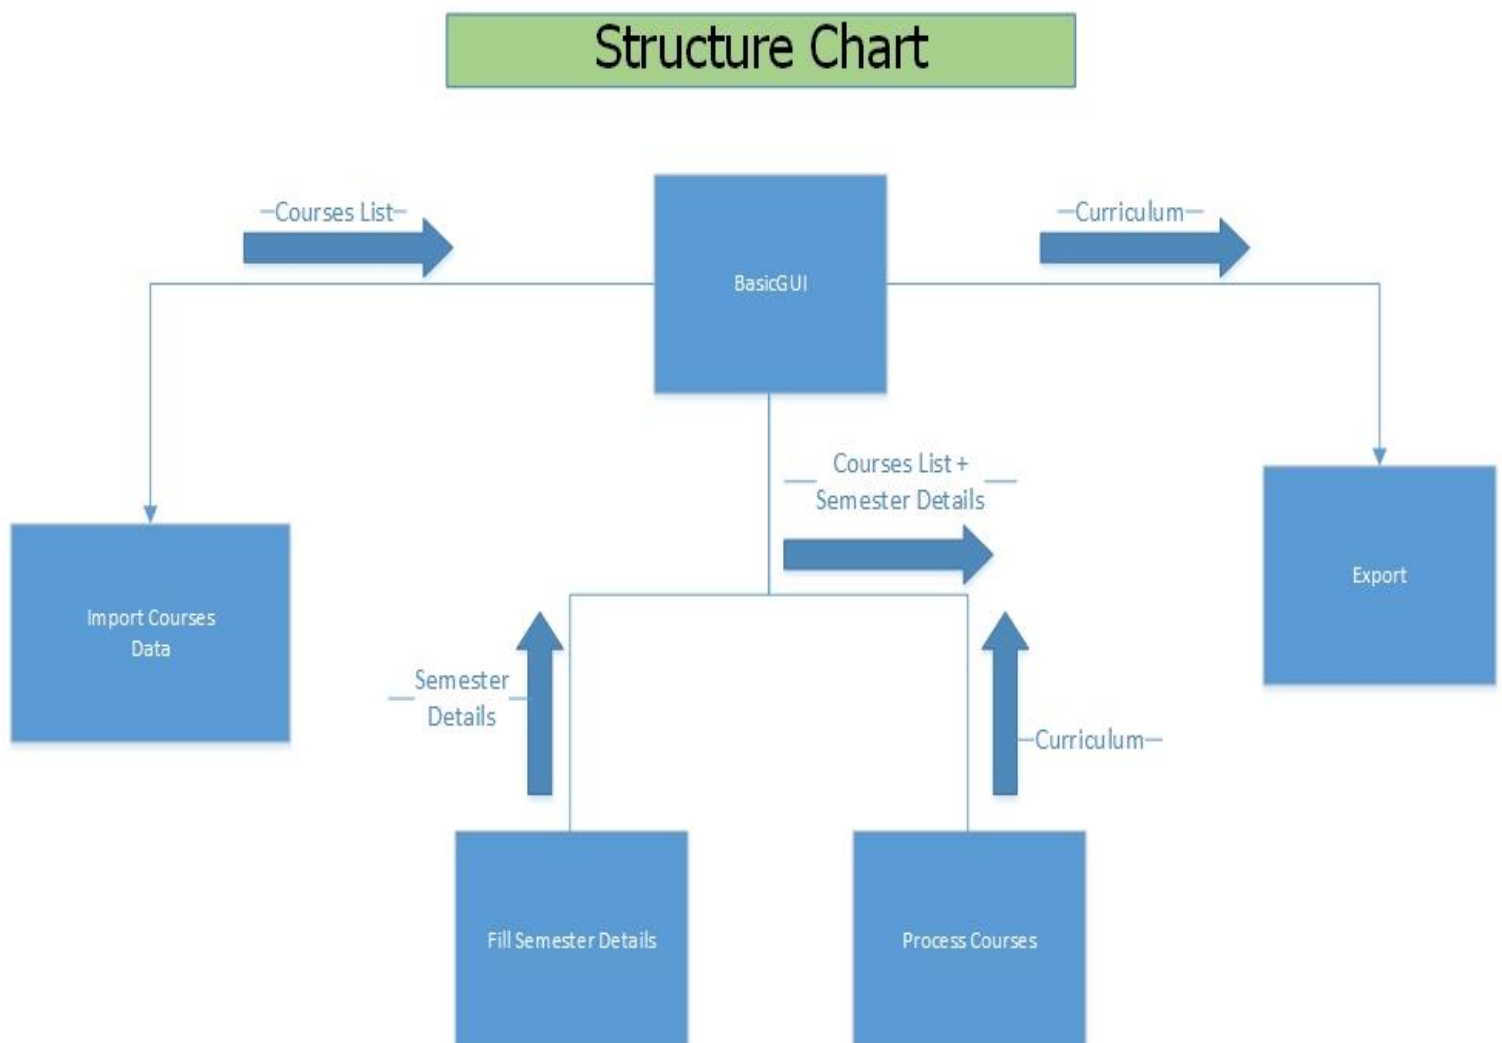 Structure Chart
Courses List
BasicGUI
Curriculum
Courses List +
Semester Details
Export
Import Courses
Data
Semester
Details
Curriculum
Fill Semester Details
Process Courses